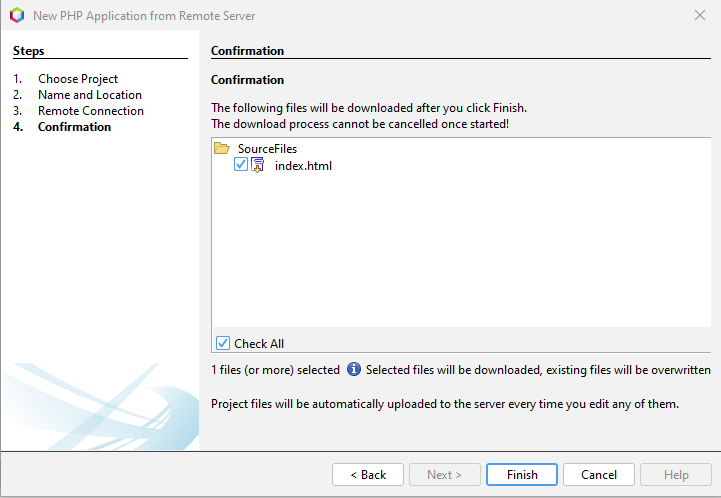 New PHP Application from Remote Server
Steps
1. Choose Project
2. Name and Location
3. Remote Connection
4. Confirmation
Confirmation
Confirmation
The following files will be downloaded after you click Finish.
The download process cannot be cancelled once started!
SourceFiles
index.html
Check All
1 files (or more) selected Selected files will be downloaded, existing files will be overwritten
Project files will be automatically uploaded to the server every time you edit any of them.
< Back Next > Finish Cancel Help